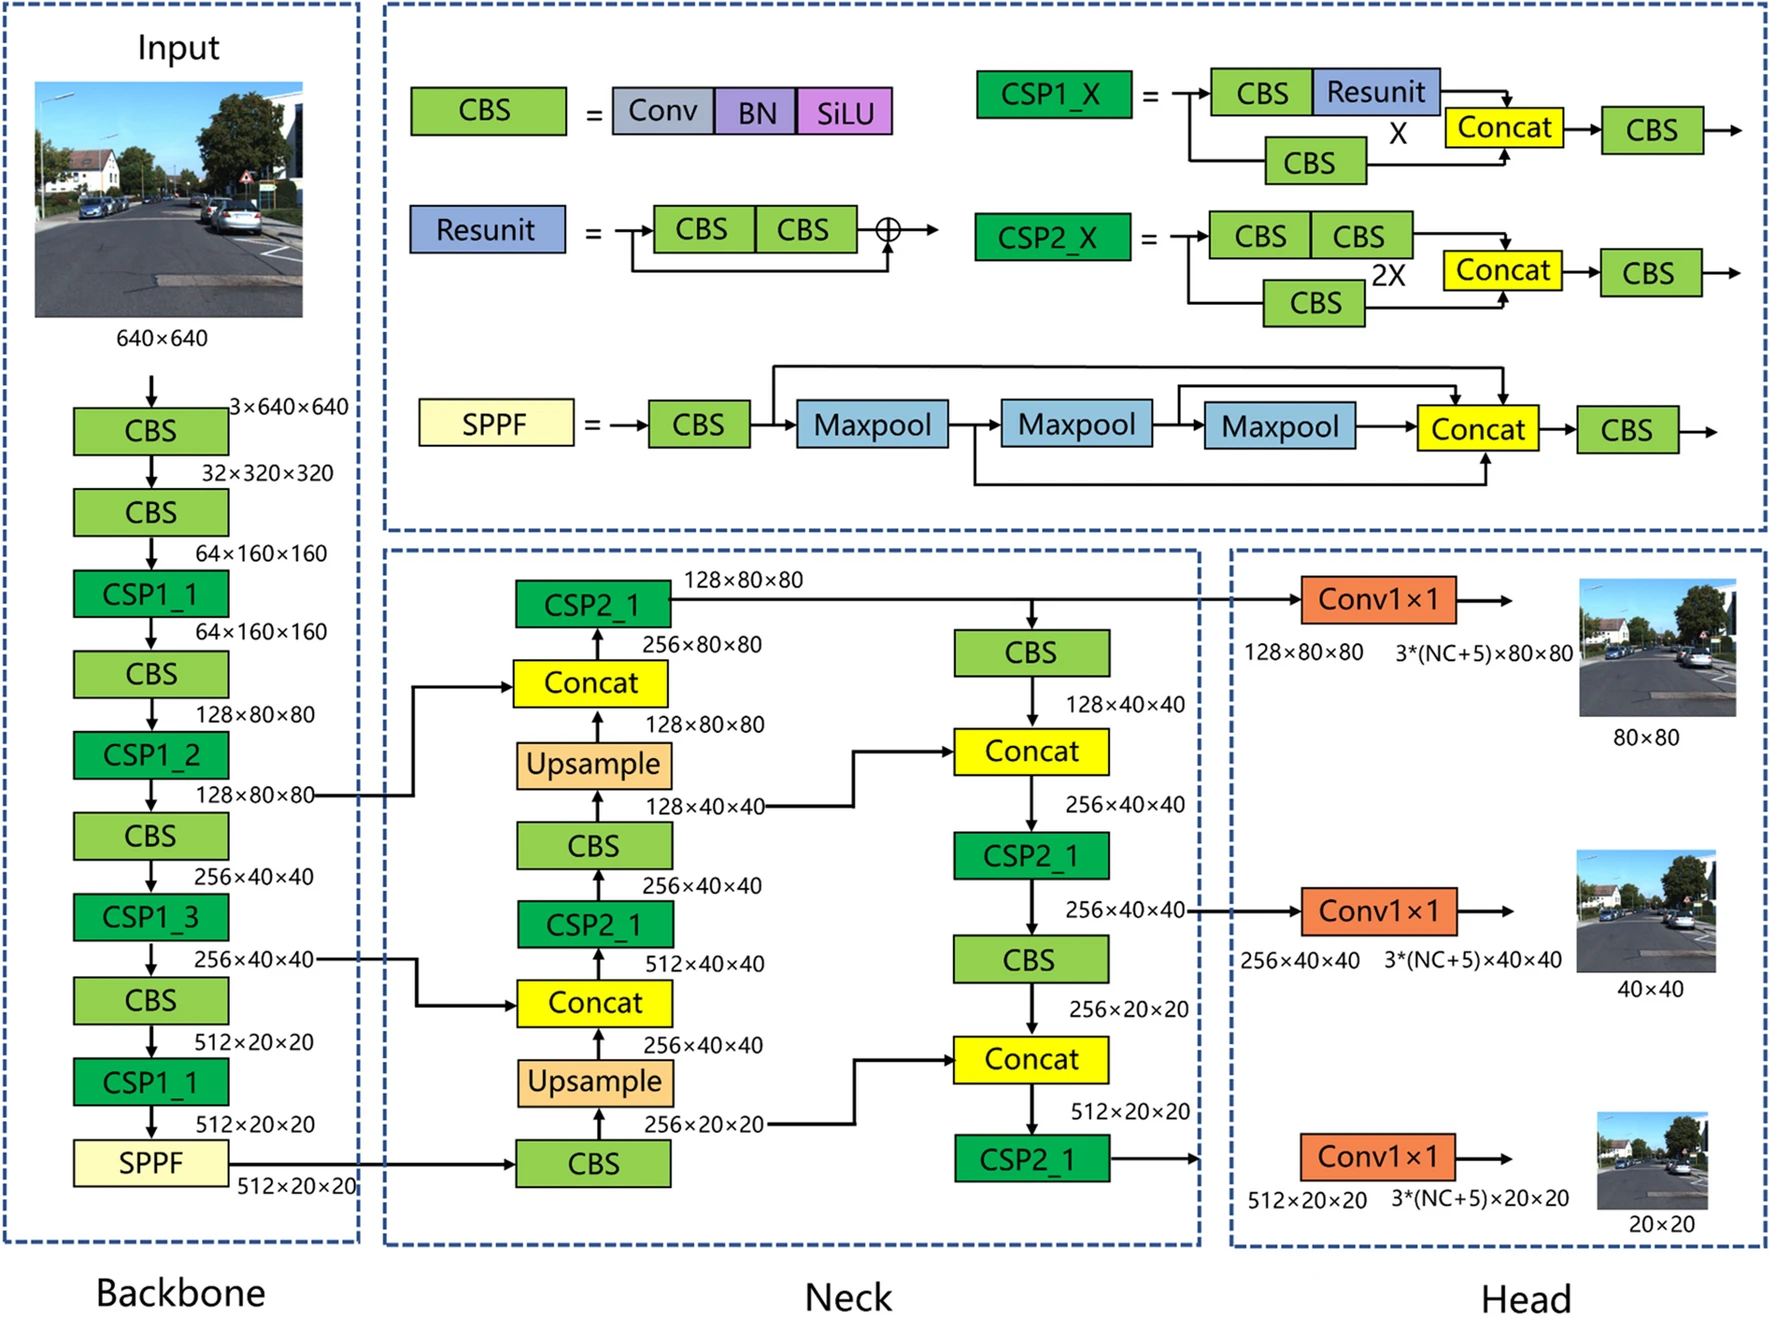 Input
640×640
3×640×640
CBS
32×320×320
CBS
64×160×160
CSP1_1
64×160×160
CBS
128×80×80
CSP1_2
128×80×80
CBS
256×40×40
CSP1_3
256×40×40
CBS
512×20×20
CSP1_1
512×20×20
SPPF
512×20×20
Backbone
CBS = Conv BN SiLU
Resunit = CBS CBS
CSP1_X = CBS Resunit
X
CBS
Concat
CBS
CSP2_X = CBS CBS
2X
CBS
Concat
CBS
SPPF = CBS Maxpool Maxpool Maxpool Concat CBS
CSP2_1
128×80×80
256×80×80
Concat
128×80×80
Upsample
128×40×40
CBS
256×40×40
CSP2_1
512×40×40
Concat
256×40×40
Upsample
256×20×20
CBS
CBS
128×40×40
Concat
256×40×40
CSP2_1
256×40×40
CBS
256×20×20
Concat
512×20×20
CSP2_1
Neck
Conv1×1
128×80×80 3*(NC+5)×80×80
80×80
Conv1×1
256×40×40 3*(NC+5)×40×40
40×40
Conv1×1
512×20×20 3*(NC+5)×20×20
20×20
Head